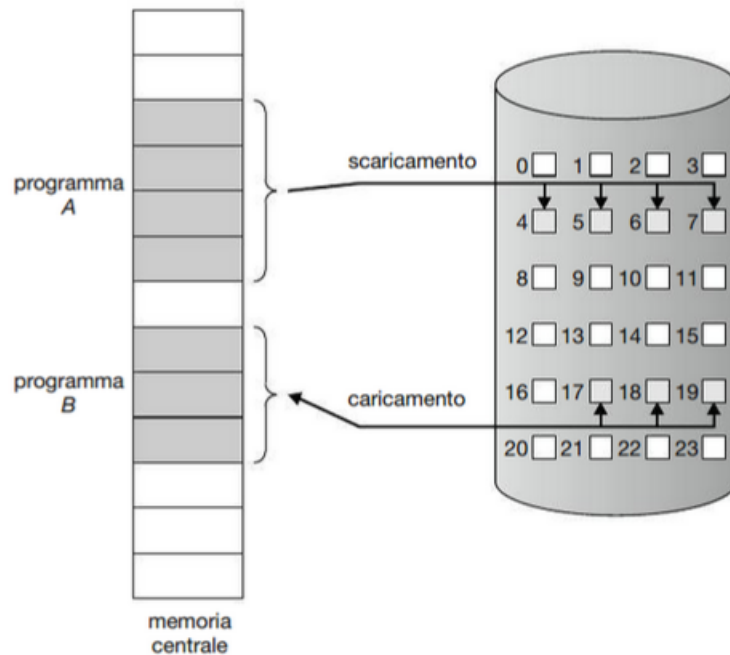 scaricamento
0 1 2 3
programma
A
4 5 6 7
8 9 10 11
12 13 14 15
programma
B
caricamento
16 17 18 19
20 21 22 23
memoria
centrale